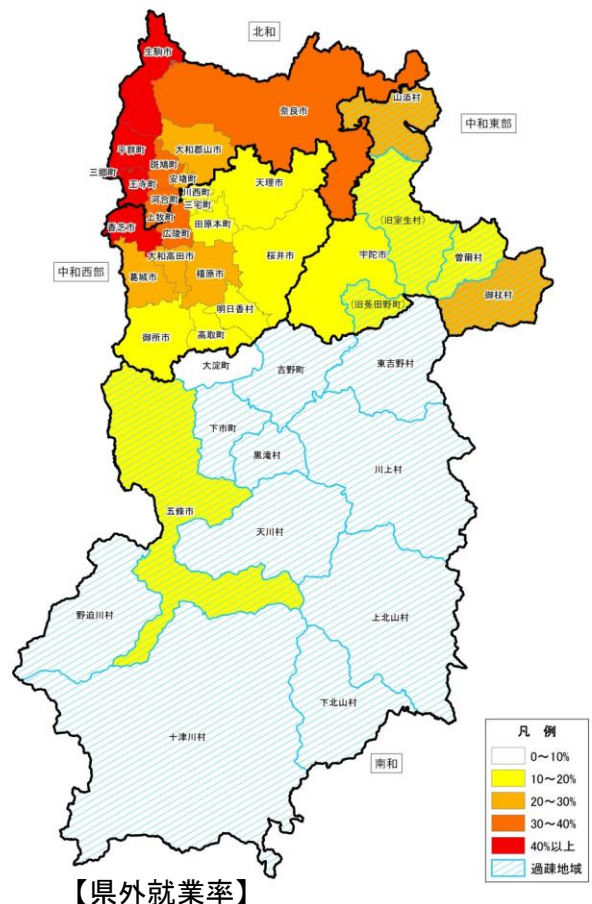 北和
生駒市
奈良市
山添村
中和東部
平群町
斑鳩町
大和郡山市
三郷町
安堵町
王寺町
川西町
天理市
河合町
三宅町
上牧町
田原本町
(旧室生村)
香芝市
広陵町
桜井市
宇陀市
曽爾村
中和西部
大和高田市
葛城市
橿原市
御杖村
明日香村
(旧菟田野町)
御所市
高取町
大淀町
吉野町
東吉野村
下市町
黒滝村
川上村
五條市
天川村
野迫川村
上北山村
下北山村
十津川村
南和
凡 例
0～10%
10～20%
20～30%
30～40%
40%以上
過疎地域
【県外就業率】